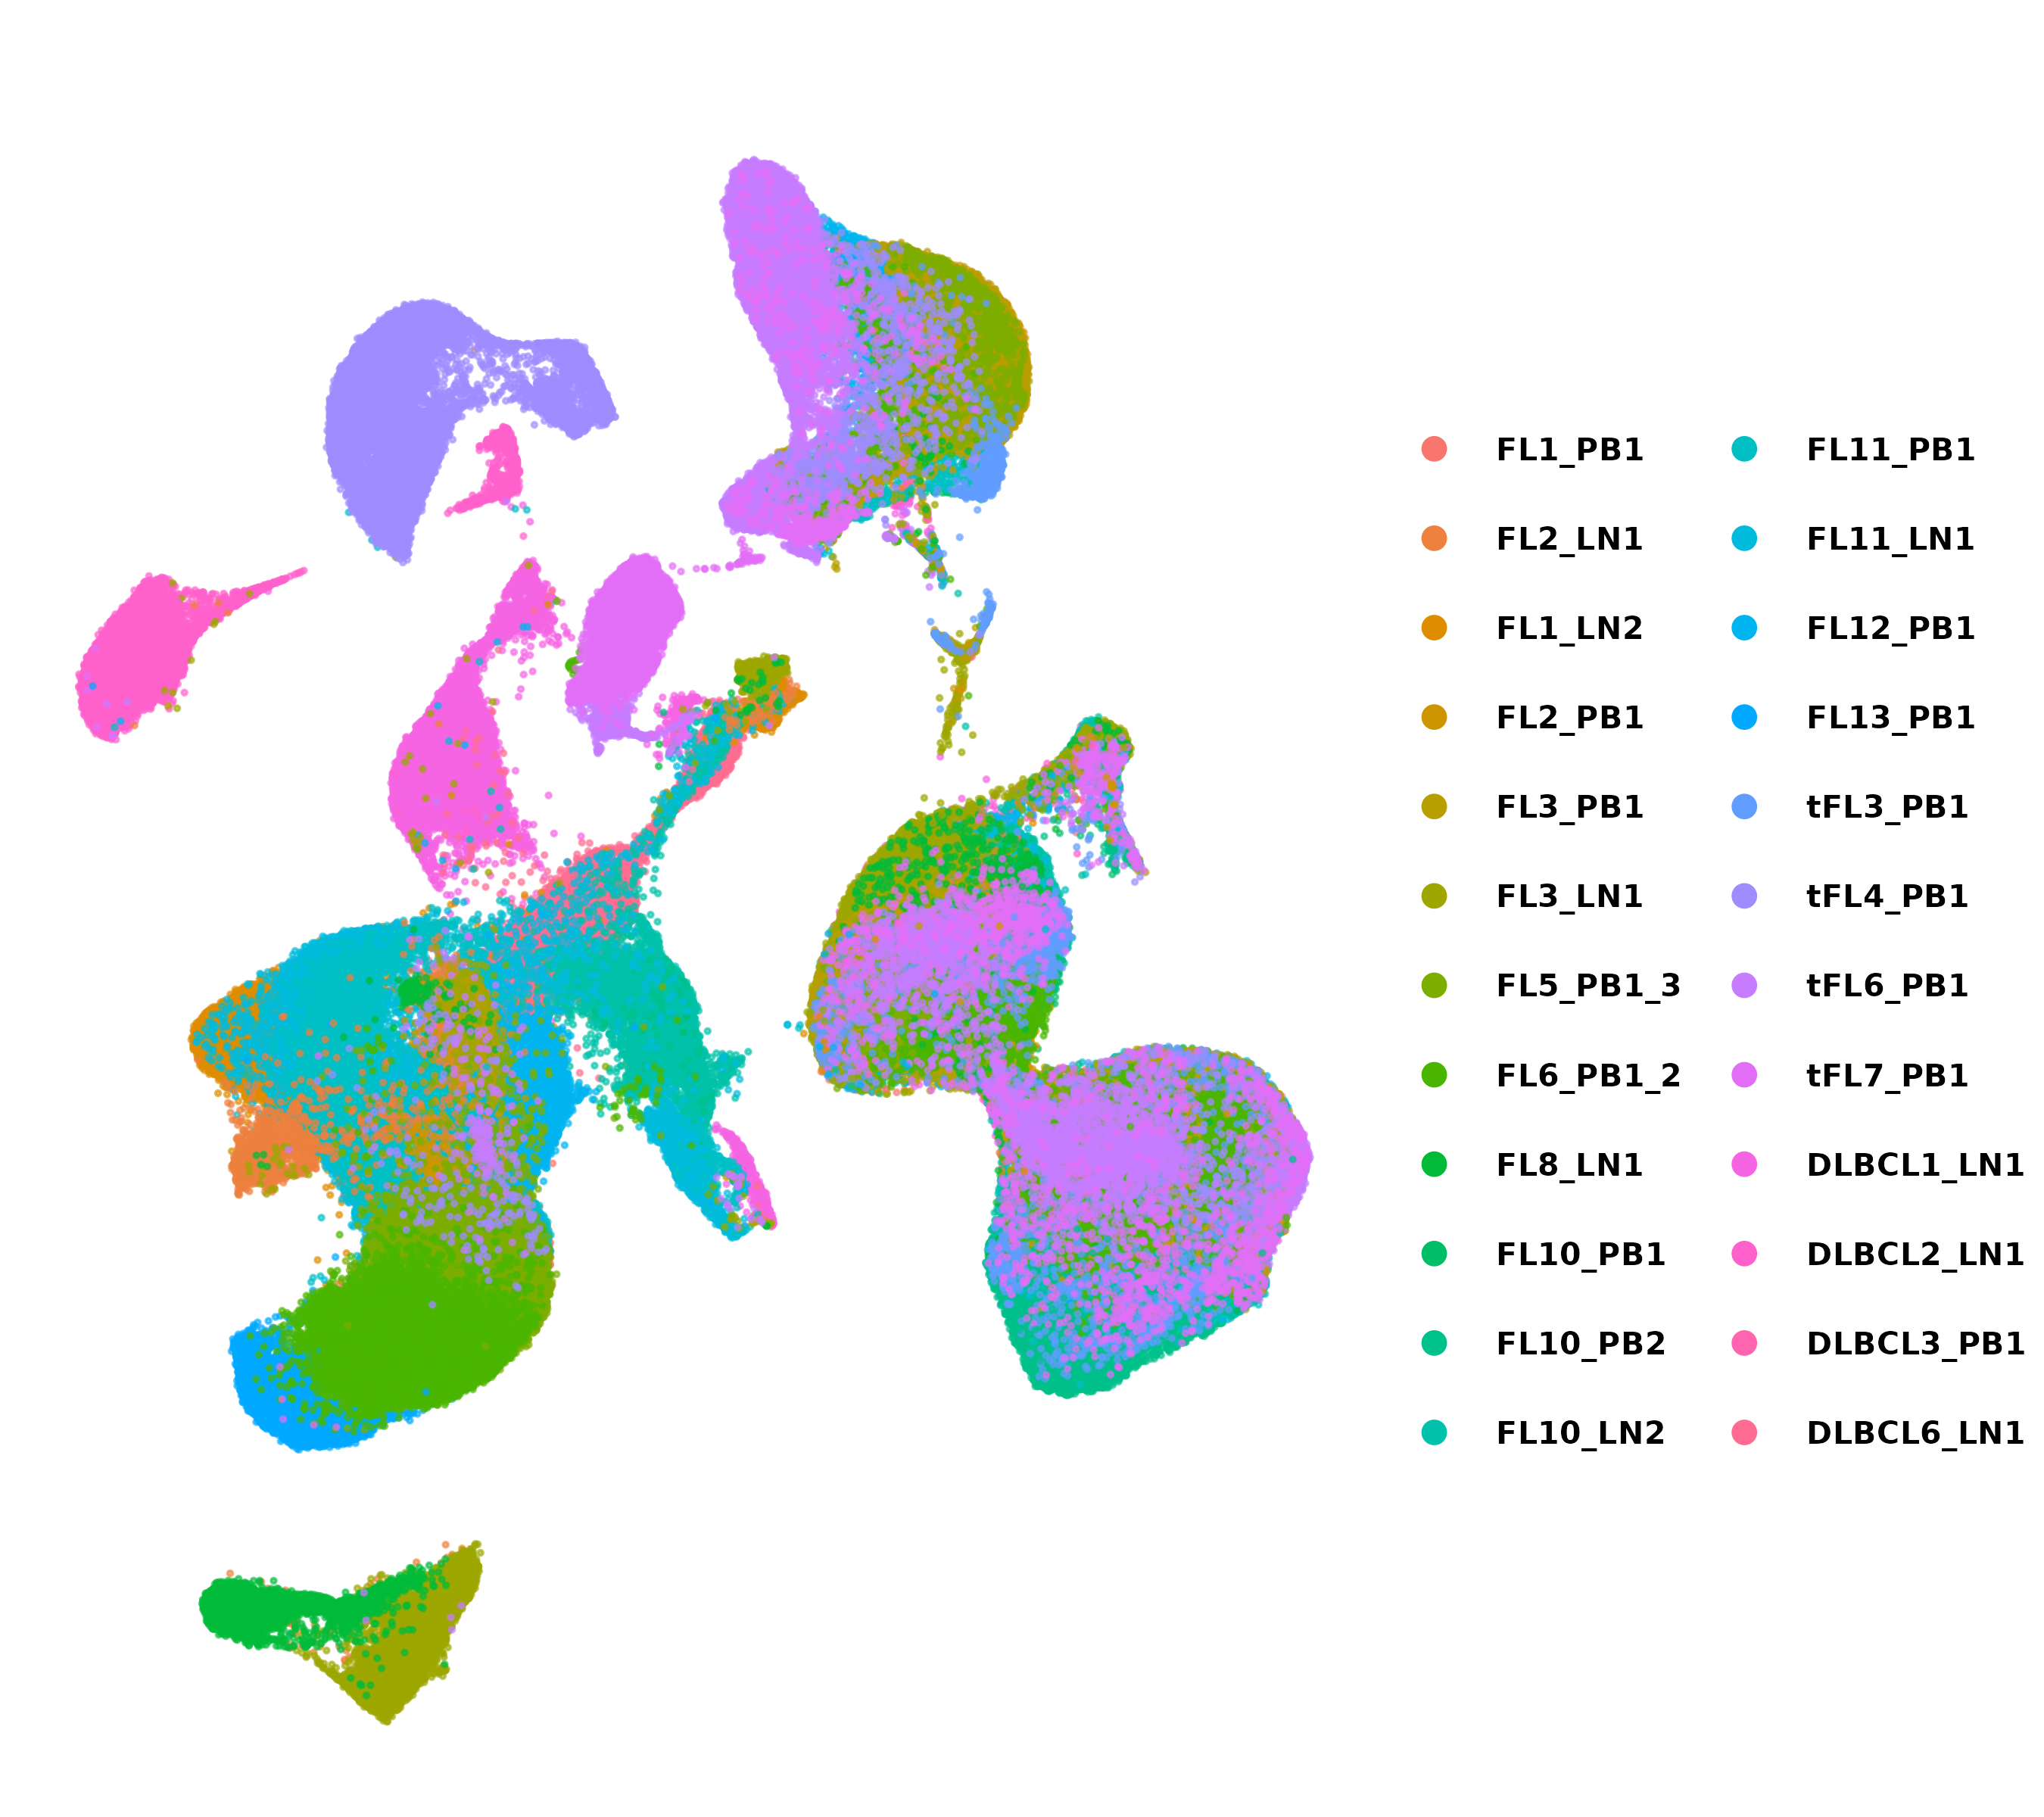 FL1_PB1
FL2_LN1
FL1_LN2
FL2_PB1
FL3_PB1
FL3_LN1
FL5_PB1_3
FL6_PB1_2
FL8_LN1
FL10_PB1
FL10_PB2
FL10_LN2
FL11_PB1
FL11_LN1
FL12_PB1
FL13_PB1
tFL3_PB1
tFL4_PB1
tFL6_PB1
tFL7_PB1
DLBCL1_LN1
DLBCL2_LN1
DLBCL3_PB1
DLBCL6_LN1